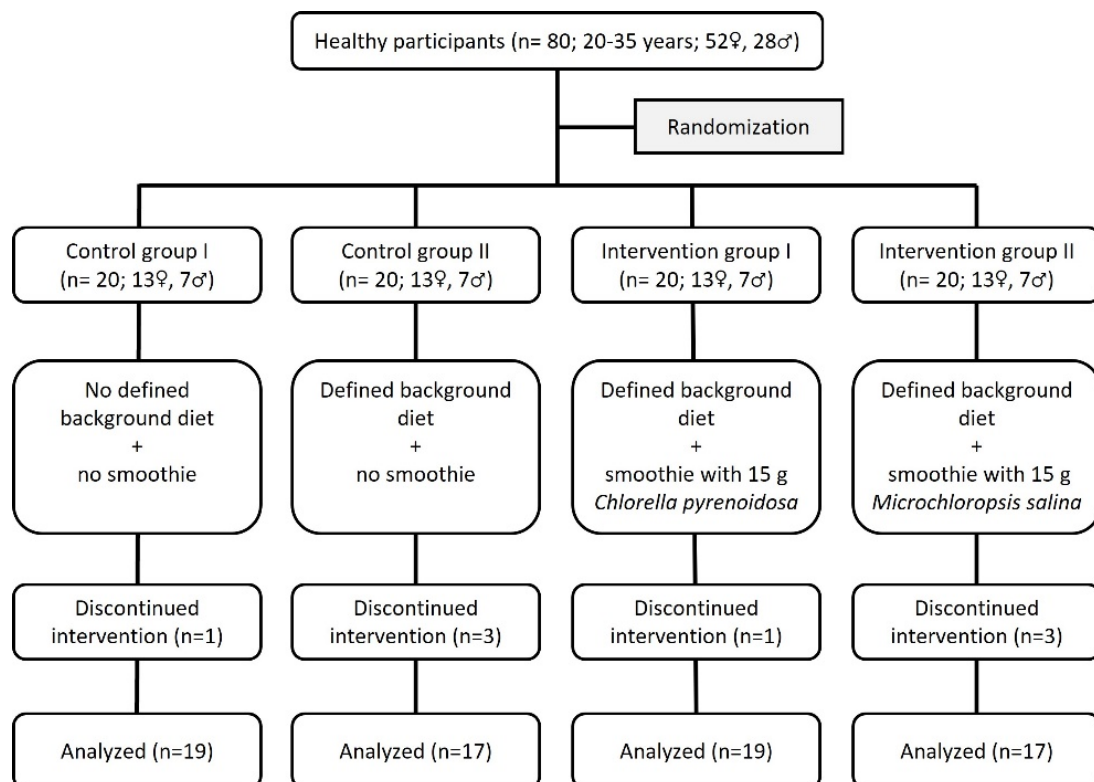 Healthy participants (n= 80; 20-35 years; 52♀, 28♂)
Randomization
Control group I
(n= 20; 13♀, 7♂)
Control group II
(n= 20; 13♀, 7♂)
Intervention group I
(n= 20; 13♀, 7♂)
Intervention group II
(n= 20; 13♀, 7♂)
No defined
background diet
+
no smoothie
Defined background
diet
+
no smoothie
Defined background
diet
+
smoothie with 15 g
Chlorella pyrenoidosa
Defined background
diet
+
smoothie with 15 g
Microchloropsis salina
Discontinued
intervention (n=1)
Discontinued
intervention (n=3)
Discontinued
intervention (n=1)
Discontinued
intervention (n=3)
Analyzed (n=19)
Analyzed (n=17)
Analyzed (n=19)
Analyzed (n=17)